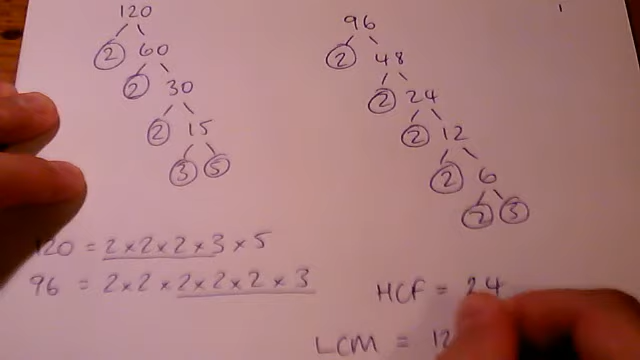 120
2 60
2 30
2 15
3 5
96
2 48
2 24
2 12
2 6
2 3
120 = 2 × 2 × 2 × 3 × 5
96 = 2 × 2 × 2 × 2 × 2 × 3
HCF = 24
LCM = 12